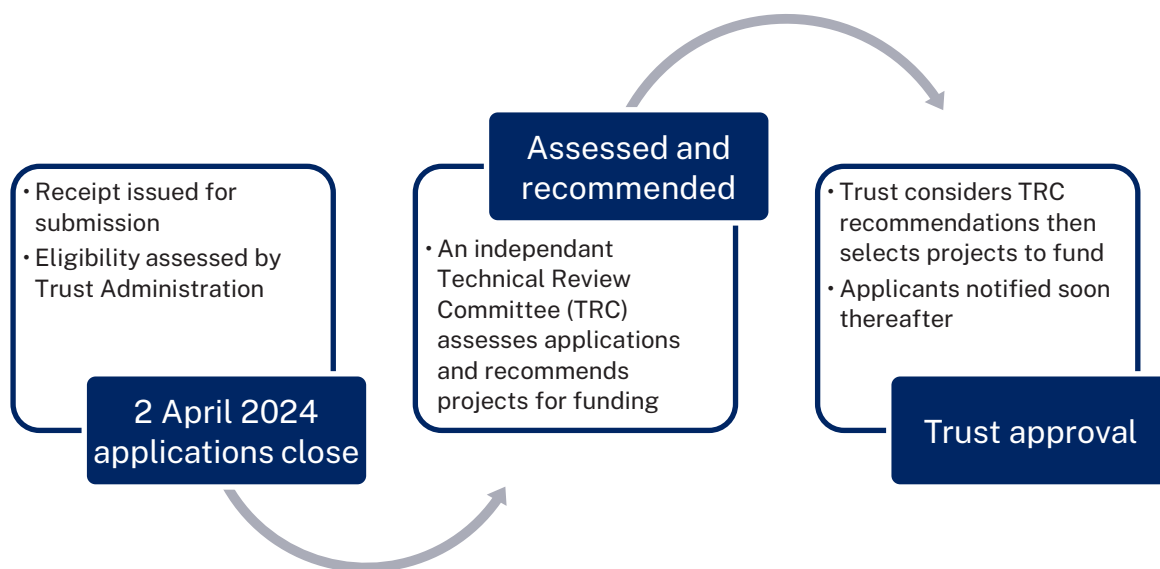 • Receipt issued for
submission
• Eligibility assessed by
Trust Administration
2 April 2024
applications close
Assessed and
recommended
• An independant
Technical Review
Committee (TRC)
assesses applications
and recommends
projects for funding
• Trust considers TRC
recommendations then
selects projects to fund
• Applicants notified soon
thereafter
Trust approval